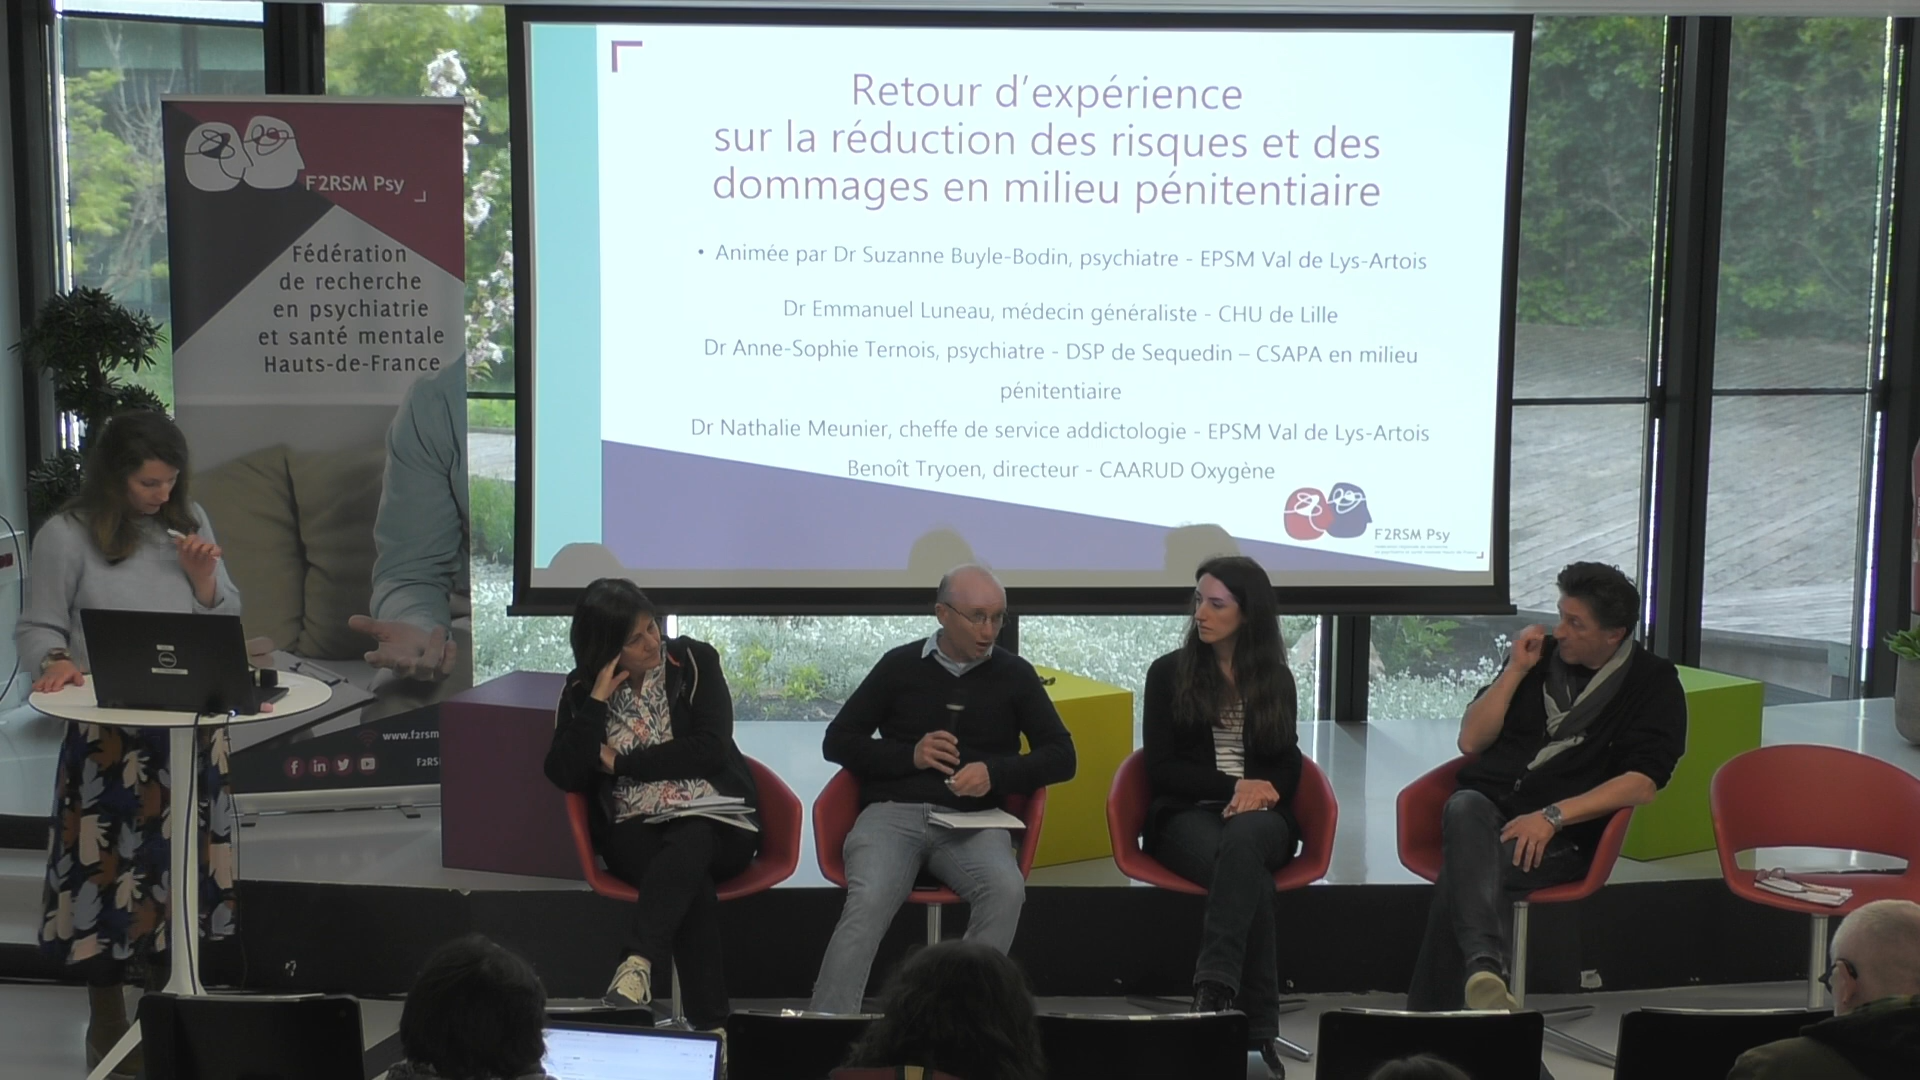 F2RSM Psy
Fédération
de recherche
en psychiatrie
et santé mentale
Hauts-de-France
www.f2rsm
F2RS
Retour d'expérience
sur la réduction des risques et des
dommages en milieu pénitentiaire
• Animée par Dr Suzanne Buyle-Bodin, psychiatre - EPSM Val de Lys-Artois
Dr Emmanuel Luneau, médecin généraliste - CHU de Lille
Dr Anne-Sophie Ternois, psychiatre - DSP de Sequedin – CSAPA en milieu
pénitentiaire
Dr Nathalie Meunier, cheffe de service addictologie - EPSM Val de Lys-Artois
Benoît Tryoen, directeur - CAARUD Oxygène
F2RSM Psy
DELL